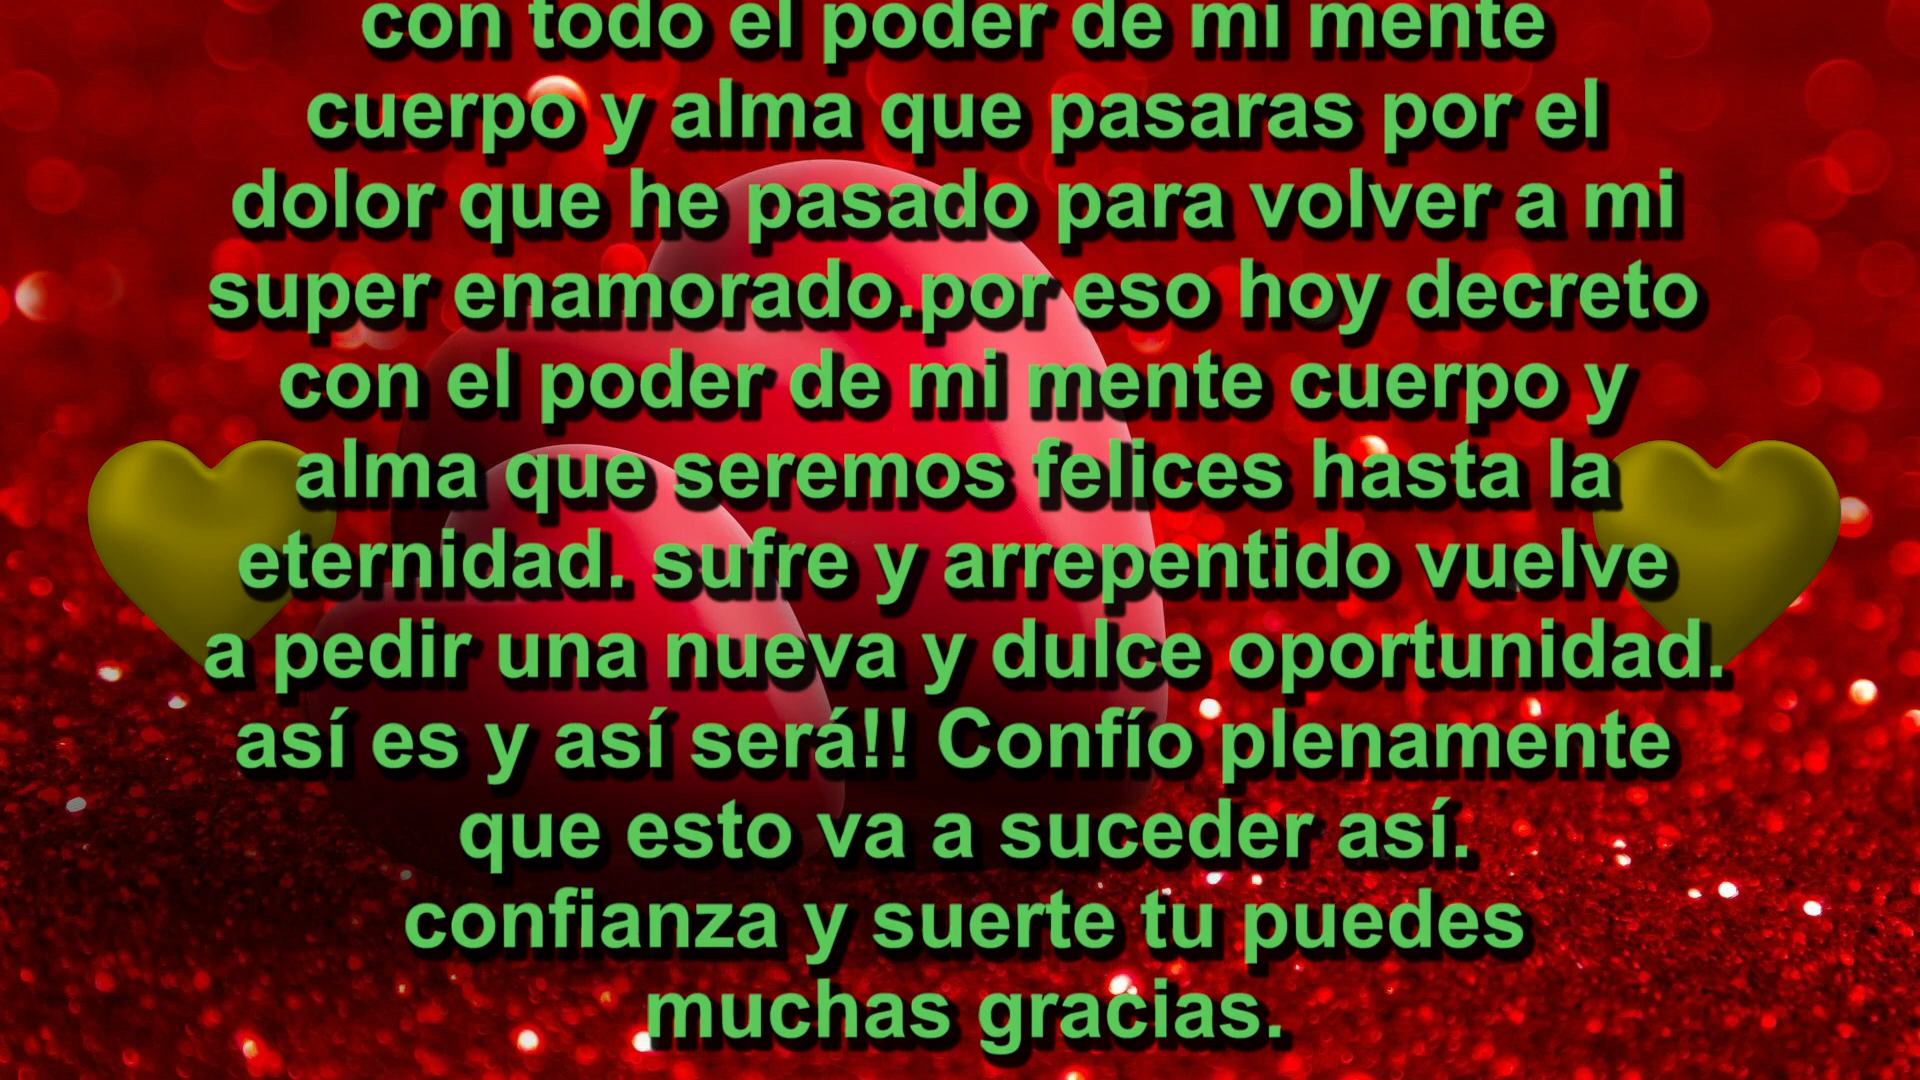 con todo el poder de mi mente
cuerpo y alma que pasaras por el
dolor que he pasado para volver a mi
super enamorado.por eso hoy decreto
con el poder de mi mente cuerpo y
alma que seremos felices hasta la
eternidad. sufre y arrepentido vuelve
a pedir una nueva y dulce oportunidad.
así es y así será!! Confío plenamente
que esto va a suceder así.
confianza y suerte tu puedes
muchas gracias.